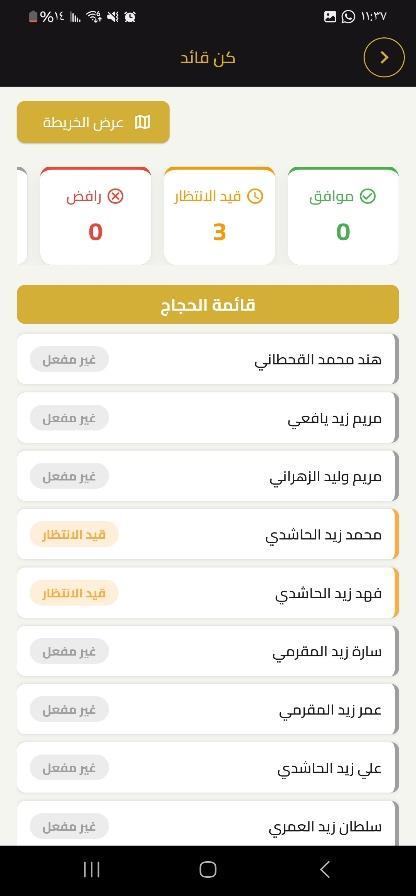 ١١:٣٧ %١٤
كن قائد
عرض الخريطة
موافق قيد الانتظار رافض
0 3 0
قائمة الحجاج
هند محمد القحطاني غير مفعل
مريم زيد يافعي غير مفعل
مريم وليد الزهراني غير مفعل
محمد زيد الحاشدي قيد الانتظار
فهد زيد الحاشدي قيد الانتظار
سارة زيد المقرمي غير مفعل
عمر زيد المقرمي غير مفعل
علي زيد الحاشدي غير مفعل
سلطان زيد العمري غير مفعل